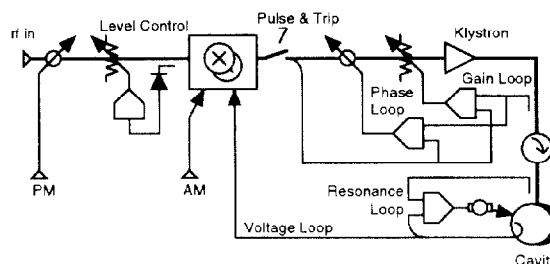 rf in
Level Control
Pulse & Trip
Klystron
Gain Loop
Phase
Loop
PM
AM
Resonance
Loop
Voltage Loop
Cavit